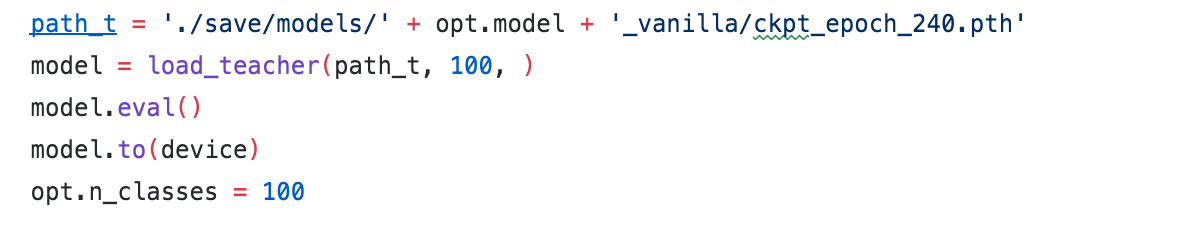 path_t = './save/models/' + opt.model + '_vanilla/ckpt_epoch_240.pth'
model = load_teacher(path_t, 100, )
model.eval()
model.to(device)
opt.n_classes = 100